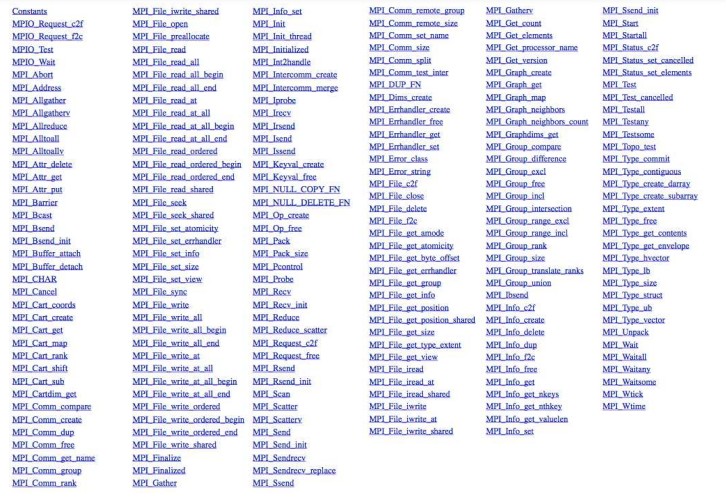 Constants
MPIO_Request_c2f
MPIO_Request_f2c
MPIO_Test
MPIO_Wait
MPI_Abort
MPI_Address
MPI_Allgather
MPI_Allgatherv
MPI_Allreduce
MPI_Alltoall
MPI_Alltoallv
MPI_Attr_delete
MPI_Attr_get
MPI_Attr_put
MPI_Barrier
MPI_Bcast
MPI_Bsend
MPI_Bsend_init
MPI_Buffer_attach
MPI_Buffer_detach
MPI_CHAR
MPI_Cancel
MPI_Cart_coords
MPI_Cart_create
MPI_Cart_get
MPI_Cart_map
MPI_Cart_rank
MPI_Cart_shift
MPI_Cart_sub
MPI_Cartdim_get
MPI_Comm_compare
MPI_Comm_create
MPI_Comm_dup
MPI_Comm_free
MPI_Comm_get_name
MPI_Comm_group
MPI_Comm_rank
MPI_File_iwrite_shared
MPI_File_open
MPI_File_preallocate
MPI_File_read
MPI_File_read_all
MPI_File_read_all_begin
MPI_File_read_all_end
MPI_File_read_at
MPI_File_read_at_all
MPI_File_read_at_all_begin
MPI_File_read_at_all_end
MPI_File_read_ordered
MPI_File_read_ordered_begin
MPI_File_read_ordered_end
MPI_File_read_shared
MPI_File_seek
MPI_File_seek_shared
MPI_File_set_atomicity
MPI_File_set_errhandler
MPI_File_set_info
MPI_File_set_size
MPI_File_set_view
MPI_File_sync
MPI_File_write
MPI_File_write_all
MPI_File_write_all_begin
MPI_File_write_all_end
MPI_File_write_at
MPI_File_write_at_all
MPI_File_write_at_all_begin
MPI_File_write_at_all_end
MPI_File_write_ordered
MPI_File_write_ordered_begin
MPI_File_write_ordered_end
MPI_File_write_shared
MPI_Finalize
MPI_Finalized
MPI_Gather
MPI_Info_set
MPI_Init
MPI_Init_thread
MPI_Initialized
MPI_Int2handle
MPI_Intercomm_create
MPI_Intercomm_merge
MPI_Iprobe
MPI_Irecv
MPI_Irsend
MPI_Isend
MPI_Issend
MPI_Keyval_create
MPI_Keyval_free
MPI_NULL_COPY_FN
MPI_NULL_DELETE_FN
MPI_Op_create
MPI_Op_free
MPI_Pack
MPI_Pack_size
MPI_Pcontrol
MPI_Probe
MPI_Recv
MPI_Recv_init
MPI_Reduce
MPI_Reduce_scatter
MPI_Request_c2f
MPI_Request_free
MPI_Rsend
MPI_Rsend_init
MPI_Scan
MPI_Scatter
MPI_Scatterv
MPI_Send
MPI_Send_init
MPI_Sendrecv
MPI_Sendrecv_replace
MPI_Ssend
MPI_Comm_remote_group
MPI_Comm_remote_size
MPI_Comm_set_name
MPI_Comm_size
MPI_Comm_split
MPI_Comm_test_inter
MPI_DUP_FN
MPI_Dims_create
MPI_Errhandler_create
MPI_Errhandler_free
MPI_Errhandler_get
MPI_Errhandler_set
MPI_Error_class
MPI_Error_string
MPI_File_c2f
MPI_File_close
MPI_File_delete
MPI_File_f2c
MPI_File_get_amode
MPI_File_get_atomicity
MPI_File_get_byte_offset
MPI_File_get_errhandler
MPI_File_get_group
MPI_File_get_info
MPI_File_get_position
MPI_File_get_position_shared
MPI_File_get_size
MPI_File_get_type_extent
MPI_File_get_view
MPI_File_iread
MPI_File_iread_at
MPI_File_iread_shared
MPI_File_iwrite
MPI_File_iwrite_at
MPI_File_iwrite_shared
MPI_Gatherv
MPI_Get_count
MPI_Get_elements
MPI_Get_processor_name
MPI_Get_version
MPI_Graph_create
MPI_Graph_get
MPI_Graph_map
MPI_Graph_neighbors
MPI_Graph_neighbors_count
MPI_Graphdims_get
MPI_Group_compare
MPI_Group_difference
MPI_Group_excl
MPI_Group_free
MPI_Group_incl
MPI_Group_intersection
MPI_Group_range_excl
MPI_Group_range_incl
MPI_Group_rank
MPI_Group_size
MPI_Group_translate_ranks
MPI_Group_union
MPI_Ibsend
MPI_Info_c2f
MPI_Info_create
MPI_Info_delete
MPI_Info_dup
MPI_Info_f2c
MPI_Info_free
MPI_Info_get
MPI_Info_get_nkeys
MPI_Info_get_nthkey
MPI_Info_get_valuelen
MPI_Info_set
MPI_Ssend_init
MPI_Start
MPI_Startall
MPI_Status_c2f
MPI_Status_set_cancelled
MPI_Status_set_elements
MPI_Test
MPI_Test_cancelled
MPI_Testall
MPI_Testany
MPI_Testsome
MPI_Topo_test
MPI_Type_commit
MPI_Type_contiguous
MPI_Type_create_darray
MPI_Type_create_subarray
MPI_Type_extent
MPI_Type_free
MPI_Type_get_contents
MPI_Type_get_envelope
MPI_Type_hvector
MPI_Type_lb
MPI_Type_size
MPI_Type_struct
MPI_Type_ub
MPI_Type_vector
MPI_Unpack
MPI_Wait
MPI_Waitall
MPI_Waitany
MPI_Waitsome
MPI_Wtick
MPI_Wtime